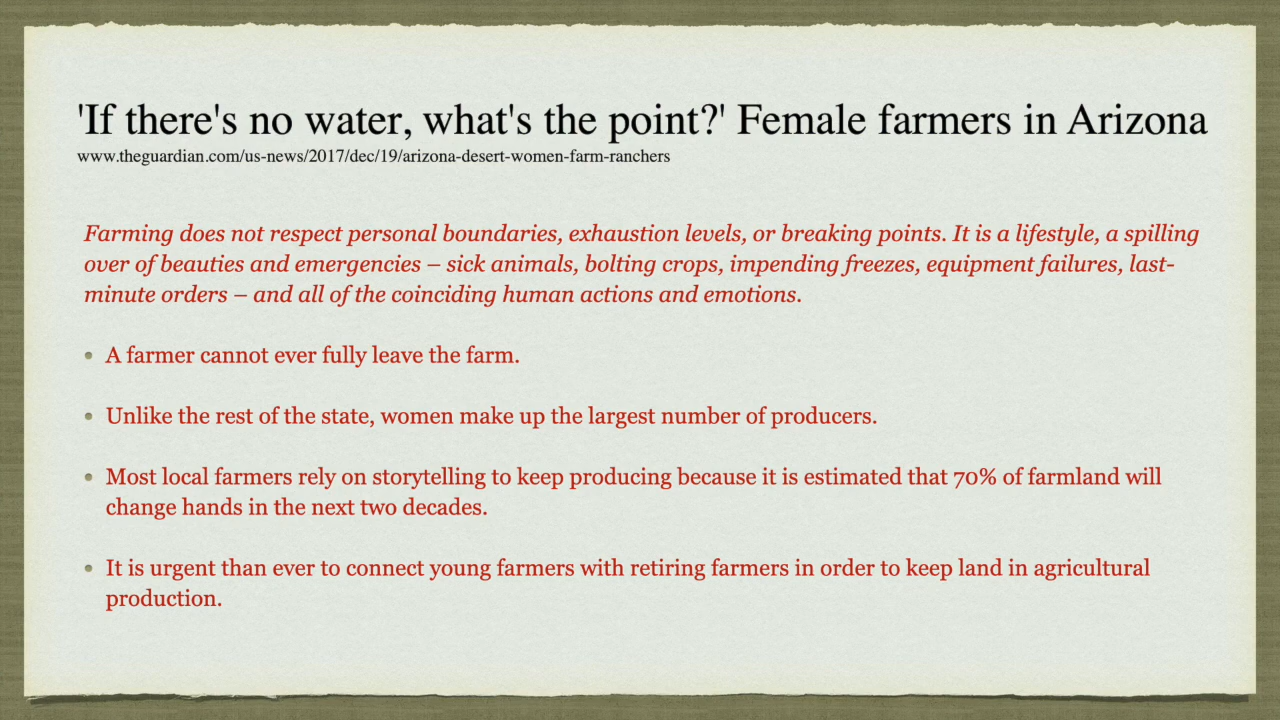 'If there's no water, what's the point?' Female farmers in Arizona
www.theguardian.com/us-news/2017/dec/19/arizona-desert-women-farm-ranchers
Farming does not respect personal boundaries, exhaustion levels, or breaking points. It is a lifestyle, a spilling
over of beauties and emergencies – sick animals, bolting crops, impending freezes, equipment failures, last-
minute orders – and all of the coinciding human actions and emotions.
• A farmer cannot ever fully leave the farm.
• Unlike the rest of the state, women make up the largest number of producers.
• Most local farmers rely on storytelling to keep producing because it is estimated that 70% of farmland will
change hands in the next two decades.
• It is urgent than ever to connect young farmers with retiring farmers in order to keep land in agricultural
production.